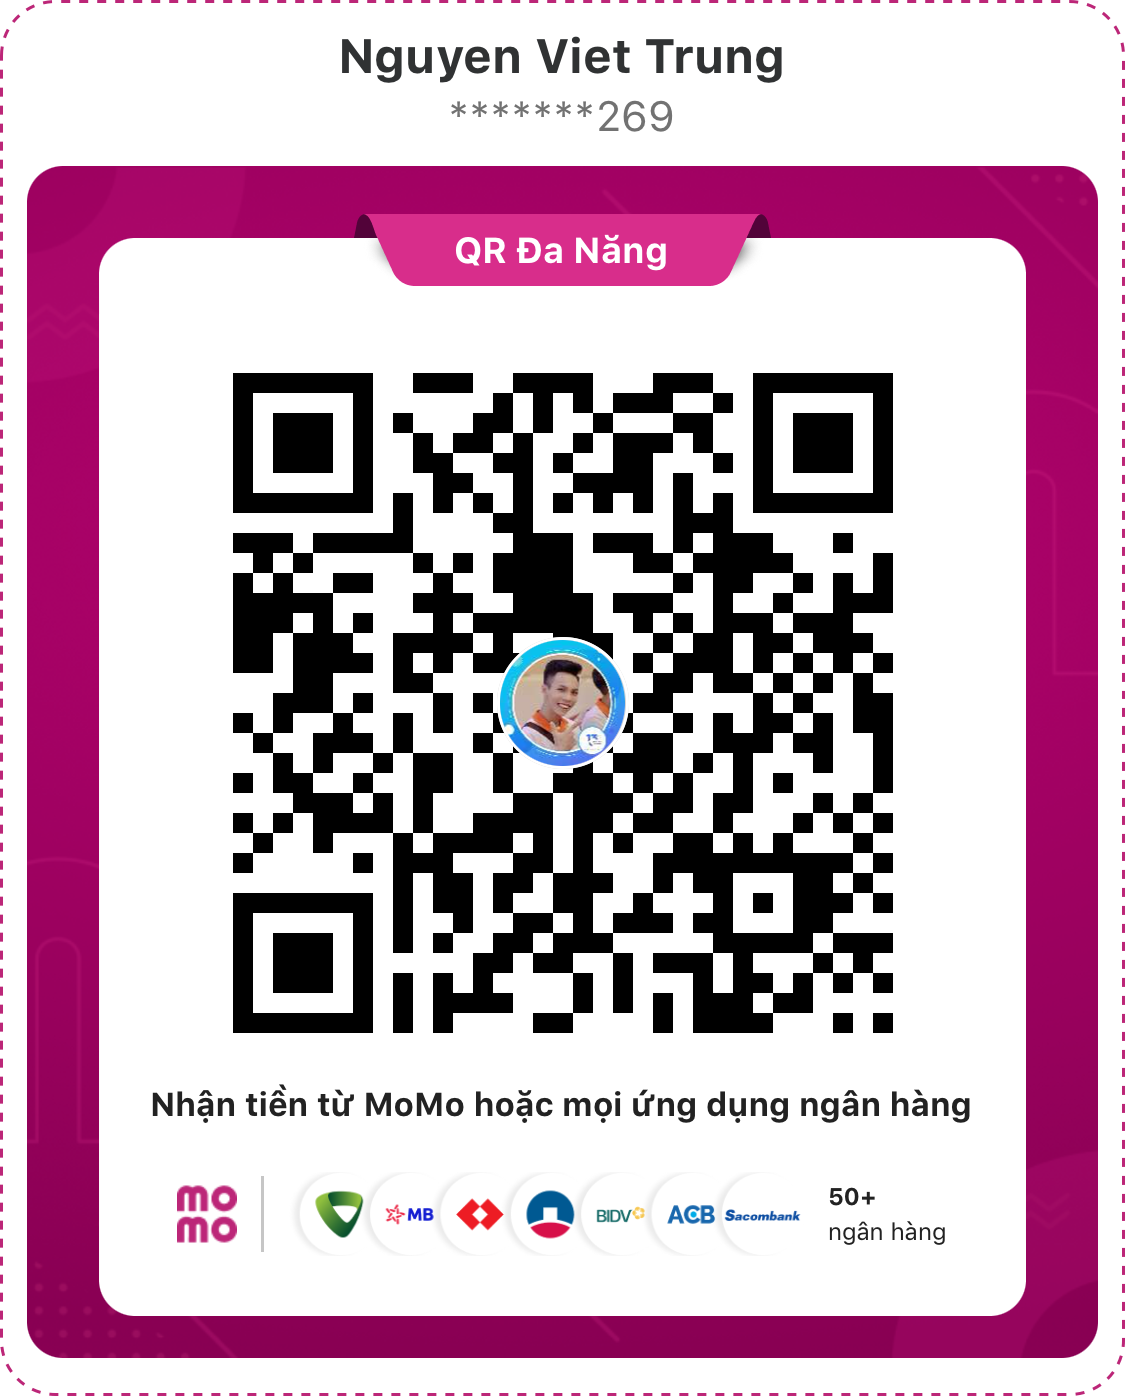 Nguyen Viet Trung
*******269
QR Đa Năng
Nhận tiền từ MoMo hoặc mọi ứng dụng ngân hàng
mo
mo
MB
BIDV
ACB
Sacombank
50+
ngân hàng